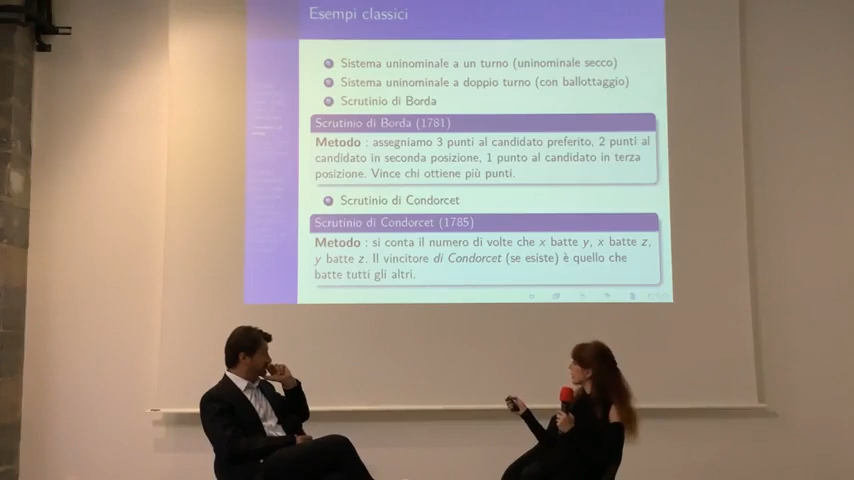 Esempi classici
Sistema uninominale a un turno (uninominale secco)
Sistema uninominale a doppio turno (con ballottaggio)
Scrutinio di Borda
Scrutinio di Borda (1781)
Metodo : assegniamo 3 punti al candidato preferito, 2 punti al
candidato in seconda posizione, 1 punto al candidato in terza
posizione. Vince chi ottiene più punti.
Scrutinio di Condorcet
Scrutinio di Condorcet (1785)
Metodo : si conta il numero di volte che x batte y, x batte z,
y batte z. Il vincitore di Condorcet (se esiste) è quello che
batte tutti gli altri.